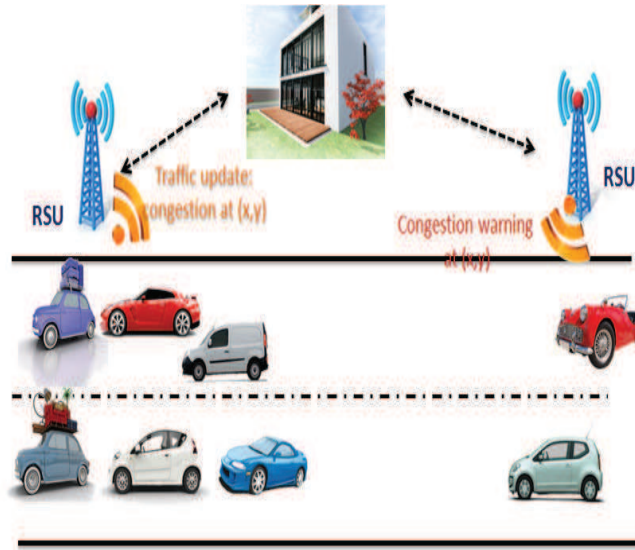 Traffic update:
congestion at (x,y)
RSU
RSU
Congestion warning
at (x,y)